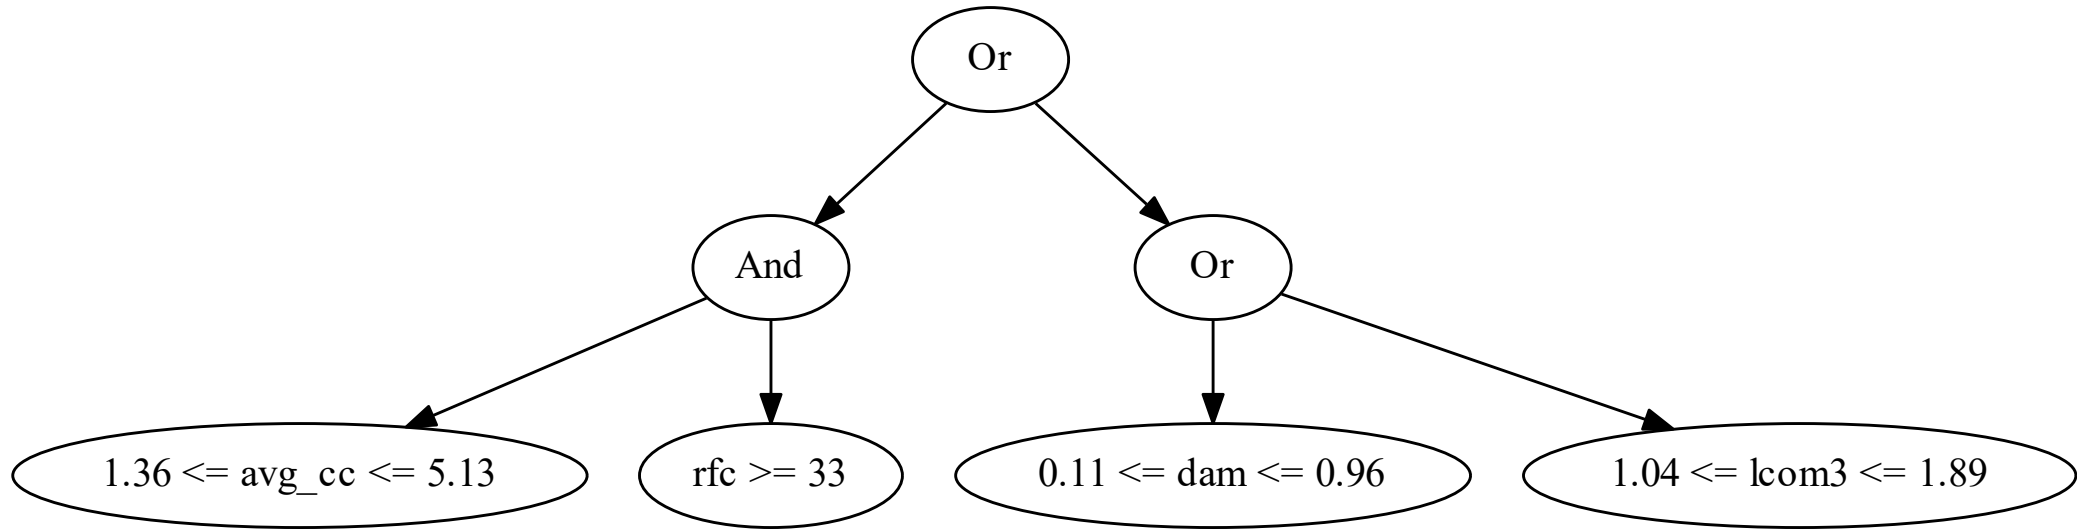 Or
And
Or
1.36 <= avg_cc <= 5.13
rfc >= 33
0.11 <= dam <= 0.96
1.04 <= lcom3 <= 1.89